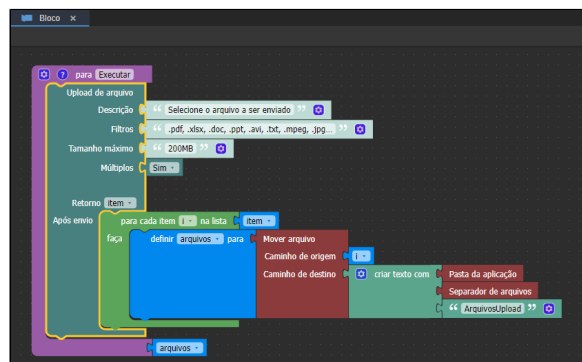 Bloco ×
? para Executar
Upload de arquivo
Descrição “ Selecione o arquivo a ser enviado ”
Filtros “ .pdf, .xlsx, .doc, .ppt, .avi, .txt, .mpeg, .jpg... ”
Tamanho máximo “ 200MB ”
Múltiplos Sim
Retorno item
Após envio para cada item i na lista item
faça definir arquivos para Mover arquivo
Caminho de origem i
Caminho de destino criar texto com Pasta da aplicação
Separador de arquivos
“ ArquivosUpload ”
arquivos